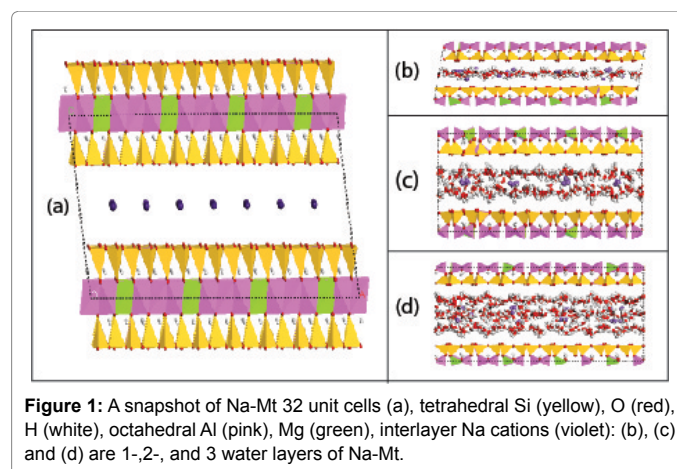 (a)
(b)
(c)
(d)
Figure 1: A snapshot of Na-Mt 32 unit cells (a), tetrahedral Si (yellow), O (red),
H (white), octahedral Al (pink), Mg (green), interlayer Na cations (violet): (b), (c)
and (d) are 1-,2-, and 3 water layers of Na-Mt.